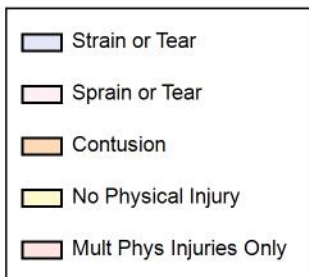 Strain or Tear
Sprain or Tear
Contusion
No Physical Injury
Mult Phys Injuries Only